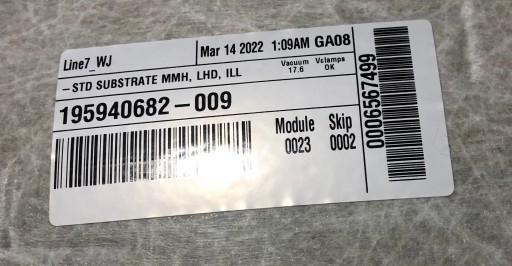 Line7_WJ
Mar 14 2022 1:09AM GA08
– STD SUBSTRATE MMH, LHD, ILL
Vacuum Vclamps
17.6 OK
195940682–009
Module Skip
0023 0002
0006567499